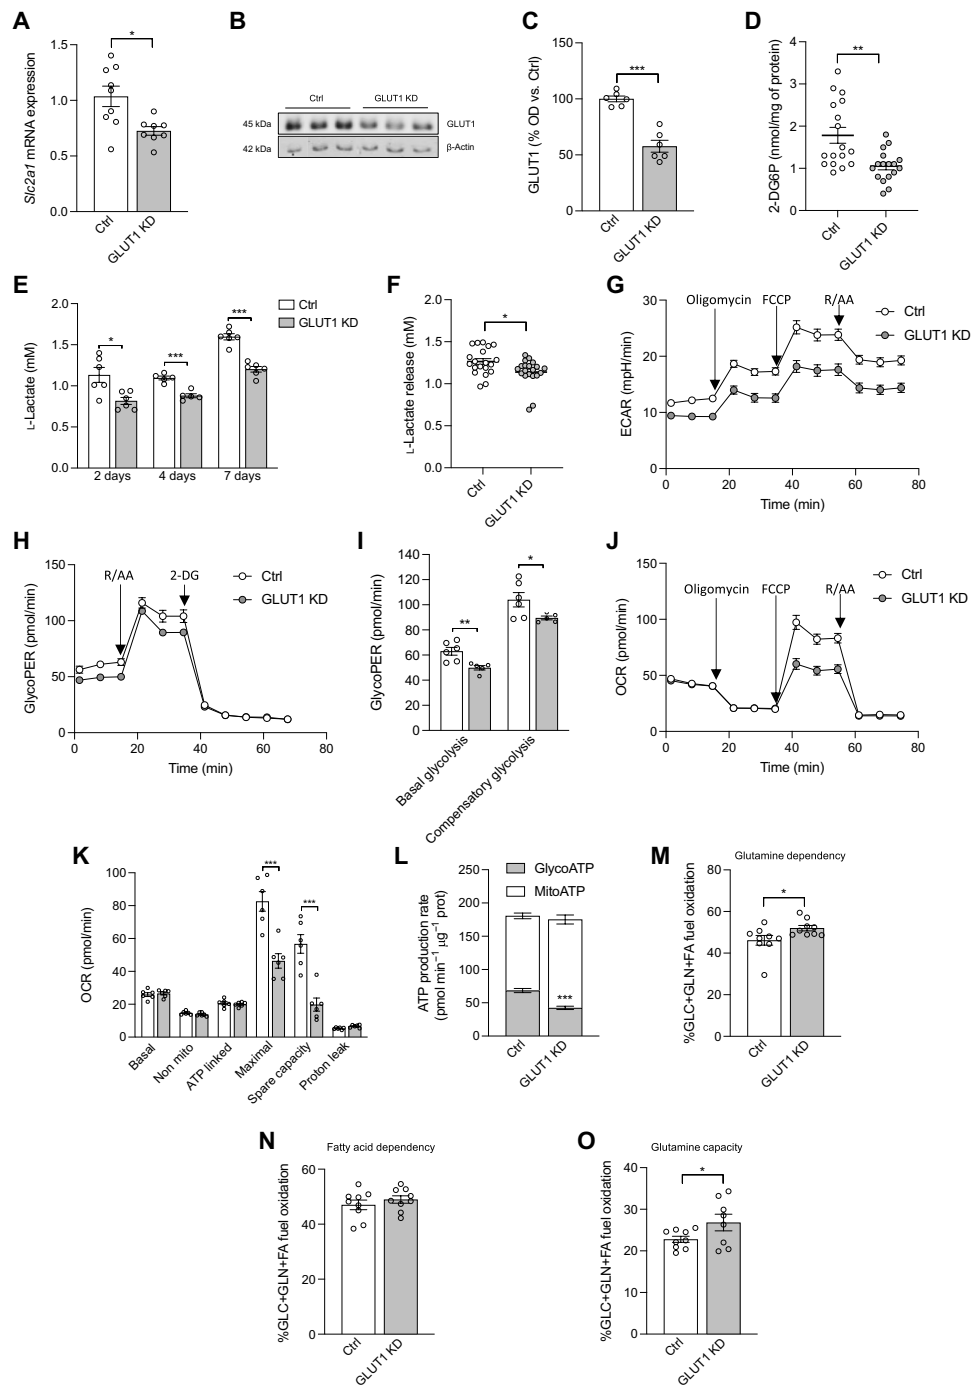 A
Slc2a1 mRNA expression
1.5
1.0
0.5
0.0
*
Ctrl
GLUT1 KD
B
Ctrl
GLUT1 KD
45 kDa
GLUT1
42 kDa
β-Actin
C
GLUT1 (% OD vs. Ctrl)
150
100
50
0
***
Ctrl
GLUT1 KD
D
2-DG6P (nmol/mg of protein)
4
3
2
1
0
**
Ctrl
GLUT1 KD
E
L-Lactate (mM)
2.0
1.5
1.0
0.5
0.0
*
***
***
2 days
4 days
7 days
Ctrl
GLUT1 KD
F
L-Lactate release (mM)
2.0
1.5
1.0
0.5
0.0
*
Ctrl
GLUT1 KD
G
ECAR (mpH/min)
30
20
10
0
Oligomycin
FCCP
R/AA
Ctrl
GLUT1 KD
0
20
40
60
80
Time (min)
H
GlycoPER (pmol/min)
150
100
50
0
R/AA
2-DG
Ctrl
GLUT1 KD
0
20
40
60
80
Time (min)
I
GlycoPER (pmol/min)
140
120
100
80
60
40
20
0
**
*
Basal glycolysis
Compensatory glycolysis
J
OCR (pmol/min)
150
100
50
0
Oligomycin
FCCP
R/AA
Ctrl
GLUT1 KD
0
20
40
60
80
Time (min)
K
OCR (pmol/min)
100
80
60
40
20
0
***
***
Basal
Non mito
ATP linked
Maximal
Spare capacity
Proton leak
L
ATP production rate
(pmol min⁻¹ μg⁻¹ prot)
250
200
150
100
50
0
GlycoATP
MitoATP
***
Ctrl
GLUT1 KD
M
Glutamine dependency
%GLC+GLN+FA fuel oxidation
80
60
40
20
0
*
Ctrl
GLUT1 KD
N
Fatty acid dependency
%GLC+GLN+FA fuel oxidation
60
40
20
0
Ctrl
GLUT1 KD
O
Glutamine capacity
%GLC+GLN+FA fuel oxidation
40
30
20
10
0
*
Ctrl
GLUT1 KD